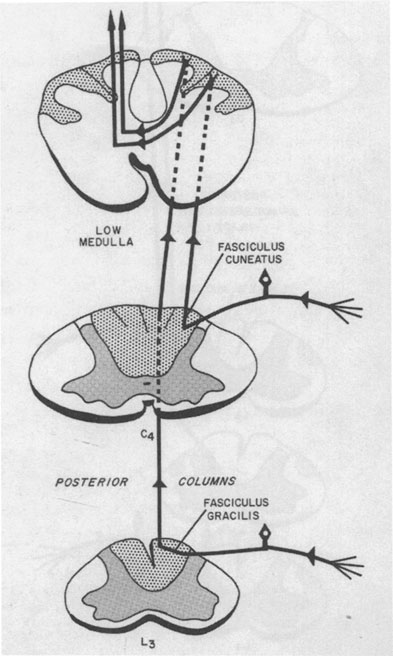 LOW
MEDULLA
FASCICULUS
CUNEATUS
C4
POSTERIOR COLUMNS
FASCICULUS
GRACILIS
L3